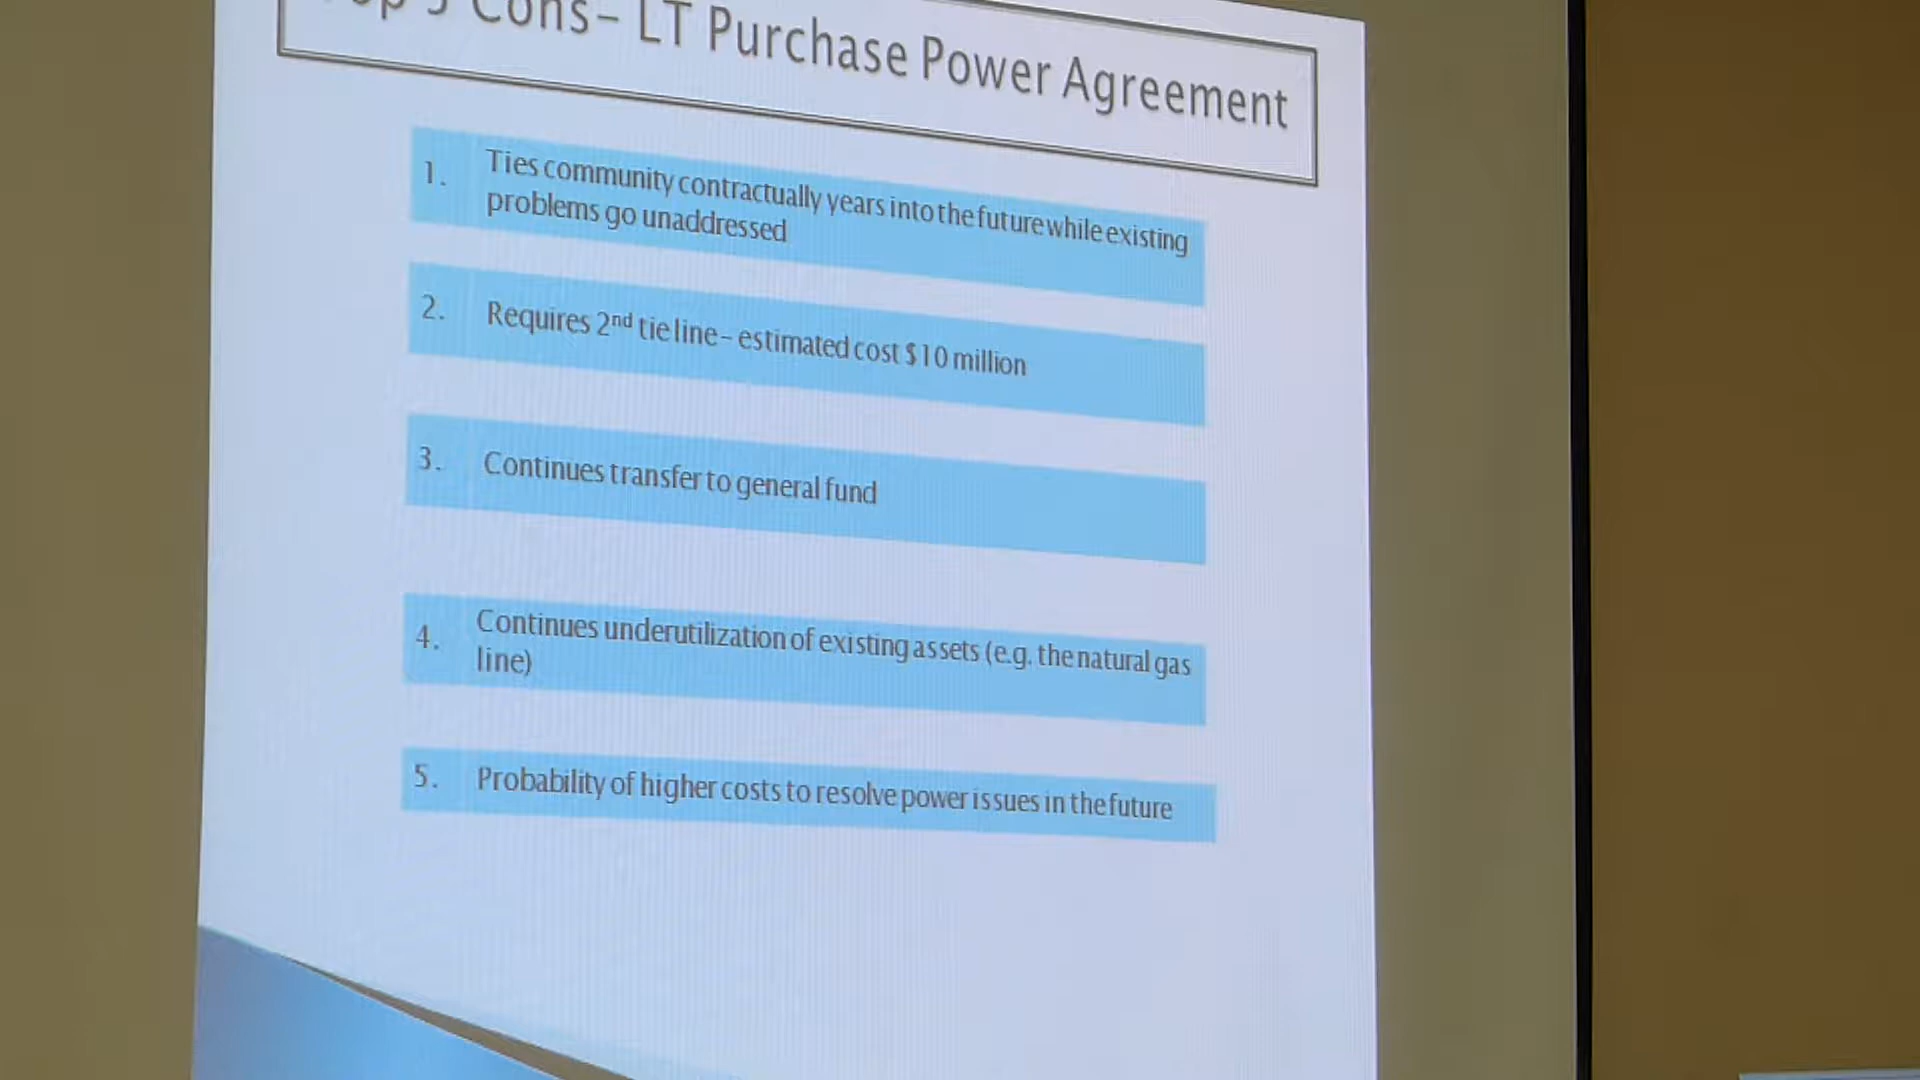 Top 5 Cons – LT Purchase Power Agreement
1. Ties community contractually years into the future while existing
problems go unaddressed
2. Requires 2nd tie line – estimated cost $10 million
3. Continues transfer to general fund
4. Continues underutilization of existing assets (e.g. the natural gas
line)
5. Probability of higher costs to resolve power issues in the future